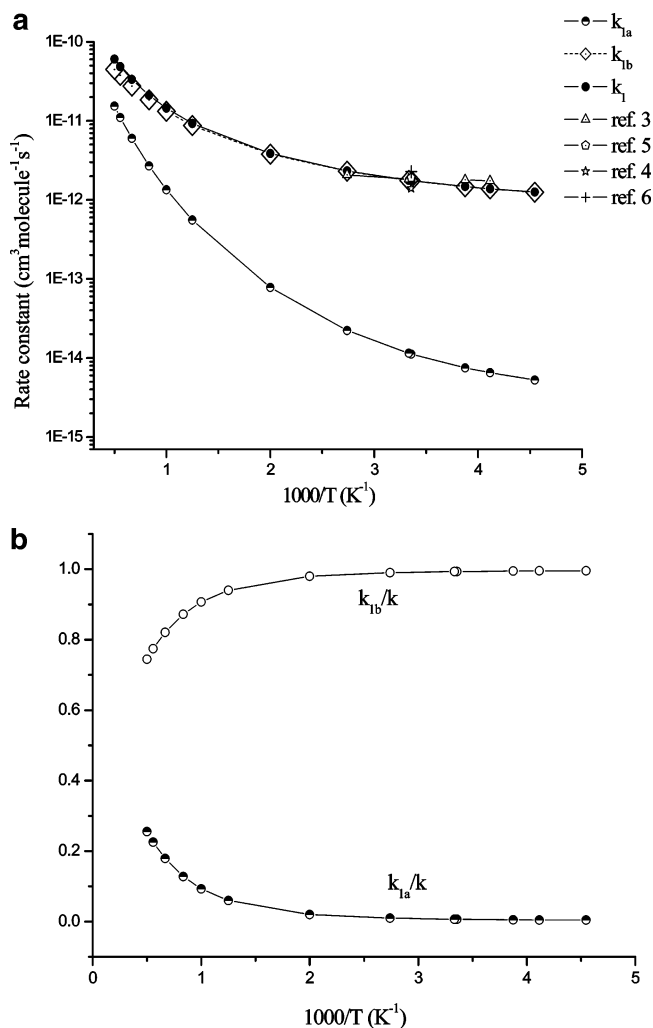 a
k1a
k1b
k1
ref. 3
ref. 5
ref. 4
ref. 6
1E-10
1E-11
1E-12
1E-13
1E-14
1E-15
Rate constant (cm³molecule⁻¹s⁻¹)
1 2 3 4 5
1000/T (K⁻¹)
b
1.0
0.8
0.6
0.4
0.2
0.0
k1b/k
k1a/k
0 1 2 3 4 5
1000/T (K⁻¹)